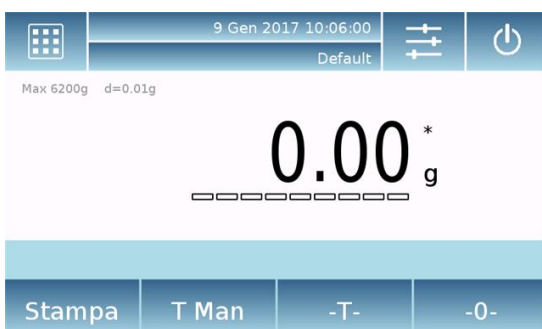 9 Gen 2017 10:06:00
Default
Max 6200g d=0.01g
0.00 *
g
Stampa T Man -T- -0-